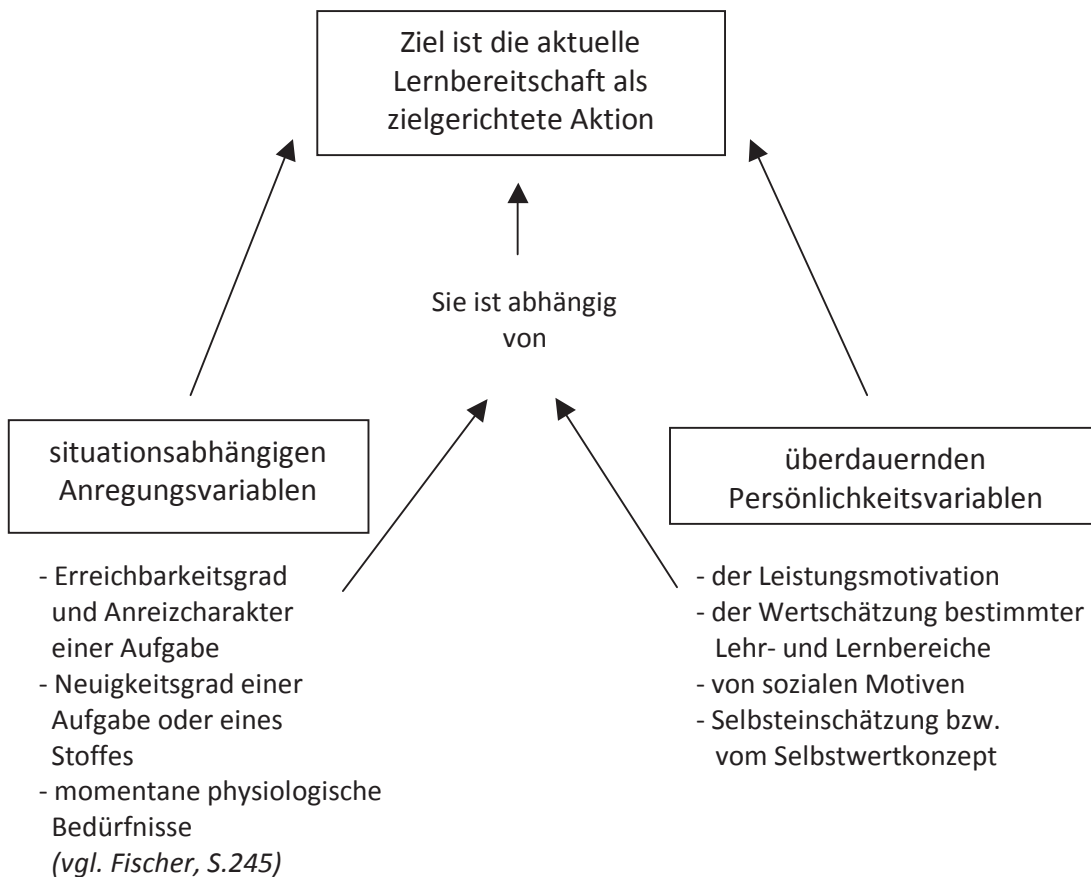 Ziel ist die aktuelle
Lernbereitschaft als
zielgerichtete Aktion
Sie ist abhängig
von
situationsabhängigen
Anregungsvariablen
- Erreichbarkeitsgrad
und Anreizcharakter
einer Aufgabe
- Neuigkeitsgrad einer
Aufgabe oder eines
Stoffes
- momentane physiologische
Bedürfnisse
(vgl. Fischer, S.245)
überdauernden
Persönlichkeitsvariablen
- der Leistungsmotivation
- der Wertschätzung bestimmter
Lehr- und Lernbereiche
- von sozialen Motiven
- Selbsteinschätzung bzw.
vom Selbstwertkonzept